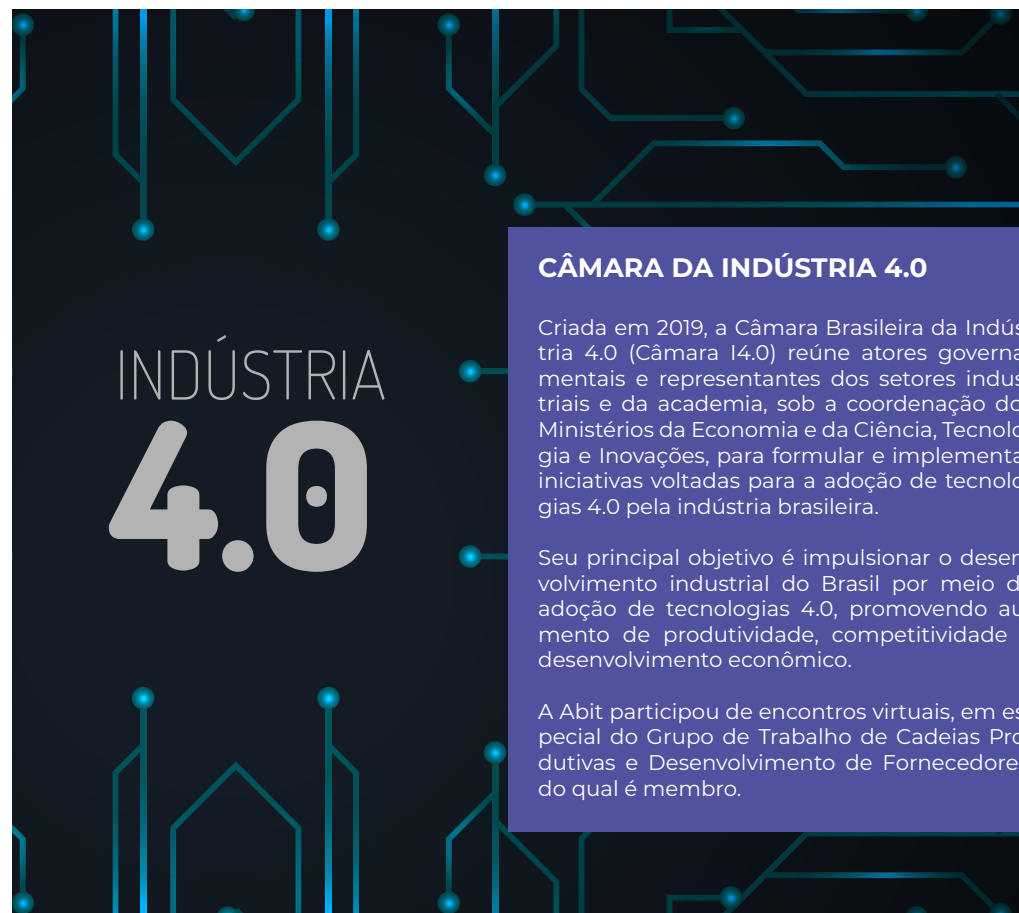 INDÚSTRIA
4.0
CÂMARA DA INDÚSTRIA 4.0
Criada em 2019, a Câmara Brasileira da Indús
tria 4.0 (Câmara I4.0) reúne atores governa
mentais e representantes dos setores indus
triais e da academia, sob a coordenação do
Ministérios da Economia e da Ciência, Tecnolo
gia e Inovações, para formular e implementa
iniciativas voltadas para a adoção de tecnolo
gias 4.0 pela indústria brasileira.
Seu principal objetivo é impulsionar o desen
volvimento industrial do Brasil por meio d
adoção de tecnologias 4.0, promovendo au
mento de produtividade, competitividade
desenvolvimento econômico.
A Abit participou de encontros virtuais, em es
pecial do Grupo de Trabalho de Cadeias Pro
dutivas e Desenvolvimento de Fornecedore
do qual é membro.